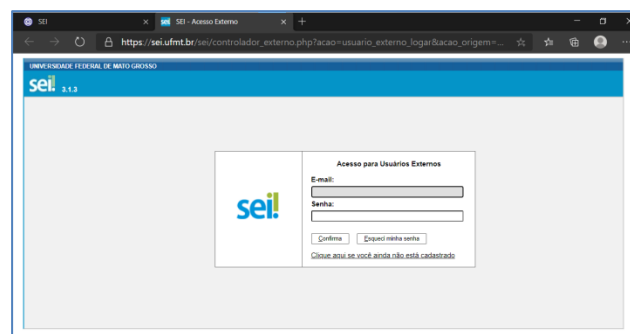 SEI
sei! SEI - Acesso Externo
https://sei.ufmt.br/sei/controlador_externo.php?acao=usuario_externo_logar&acao_origem=...
UNIVERSIDADE FEDERAL DE MATO GROSSO
sei! 3.1.3
Acesso para Usuários Externos
E-mail:
sei!
Senha:
Confirma Esqueci minha senha
Clique aqui se você ainda não está cadastrado